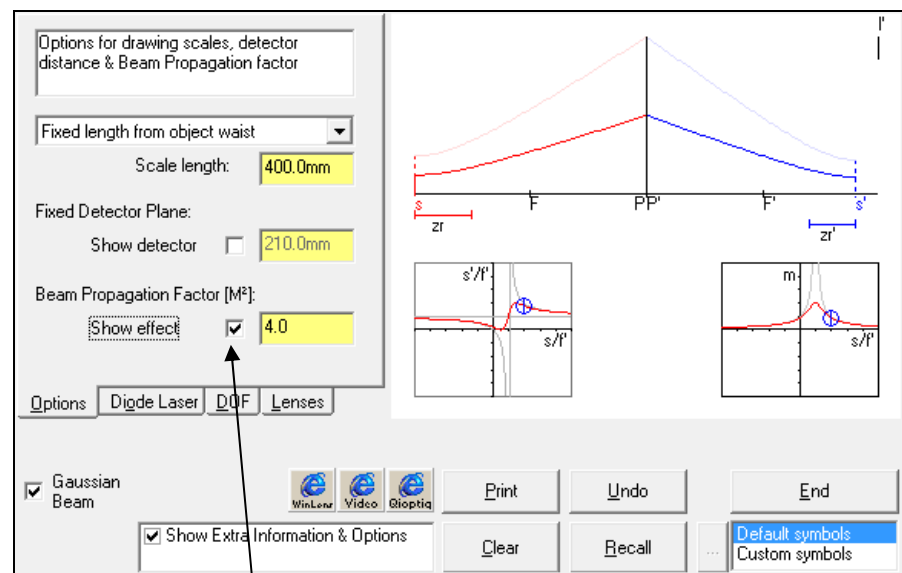 Options for drawing scales, detector
distance & Beam Propagation factor
Fixed length from object waist
Scale length: 400.0mm
Fixed Detector Plane:
Show detector 210.0mm
Beam Propagation Factor [M²]:
Show effect 4.0
Options Diode Laser DOF Lenses
l'
s F PP' F' s'
zr zr'
s'/f'
s/f'
m
s/f'
Gaussian
Beam
WinLens Video Qioptiq
Print Undo End
Show Extra Information & Options
Clear Recall ...
Default symbols
Custom symbols